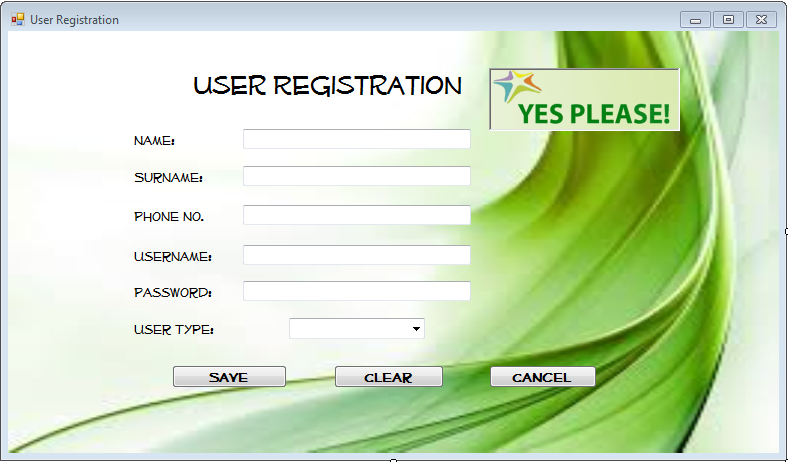 User Registration
USER REGISTRATION
YES PLEASE!
NAME:
SURNAME:
PHONE NO.
USERNAME:
PASSWORD:
USER TYPE:
SAVE CLEAR CANCEL